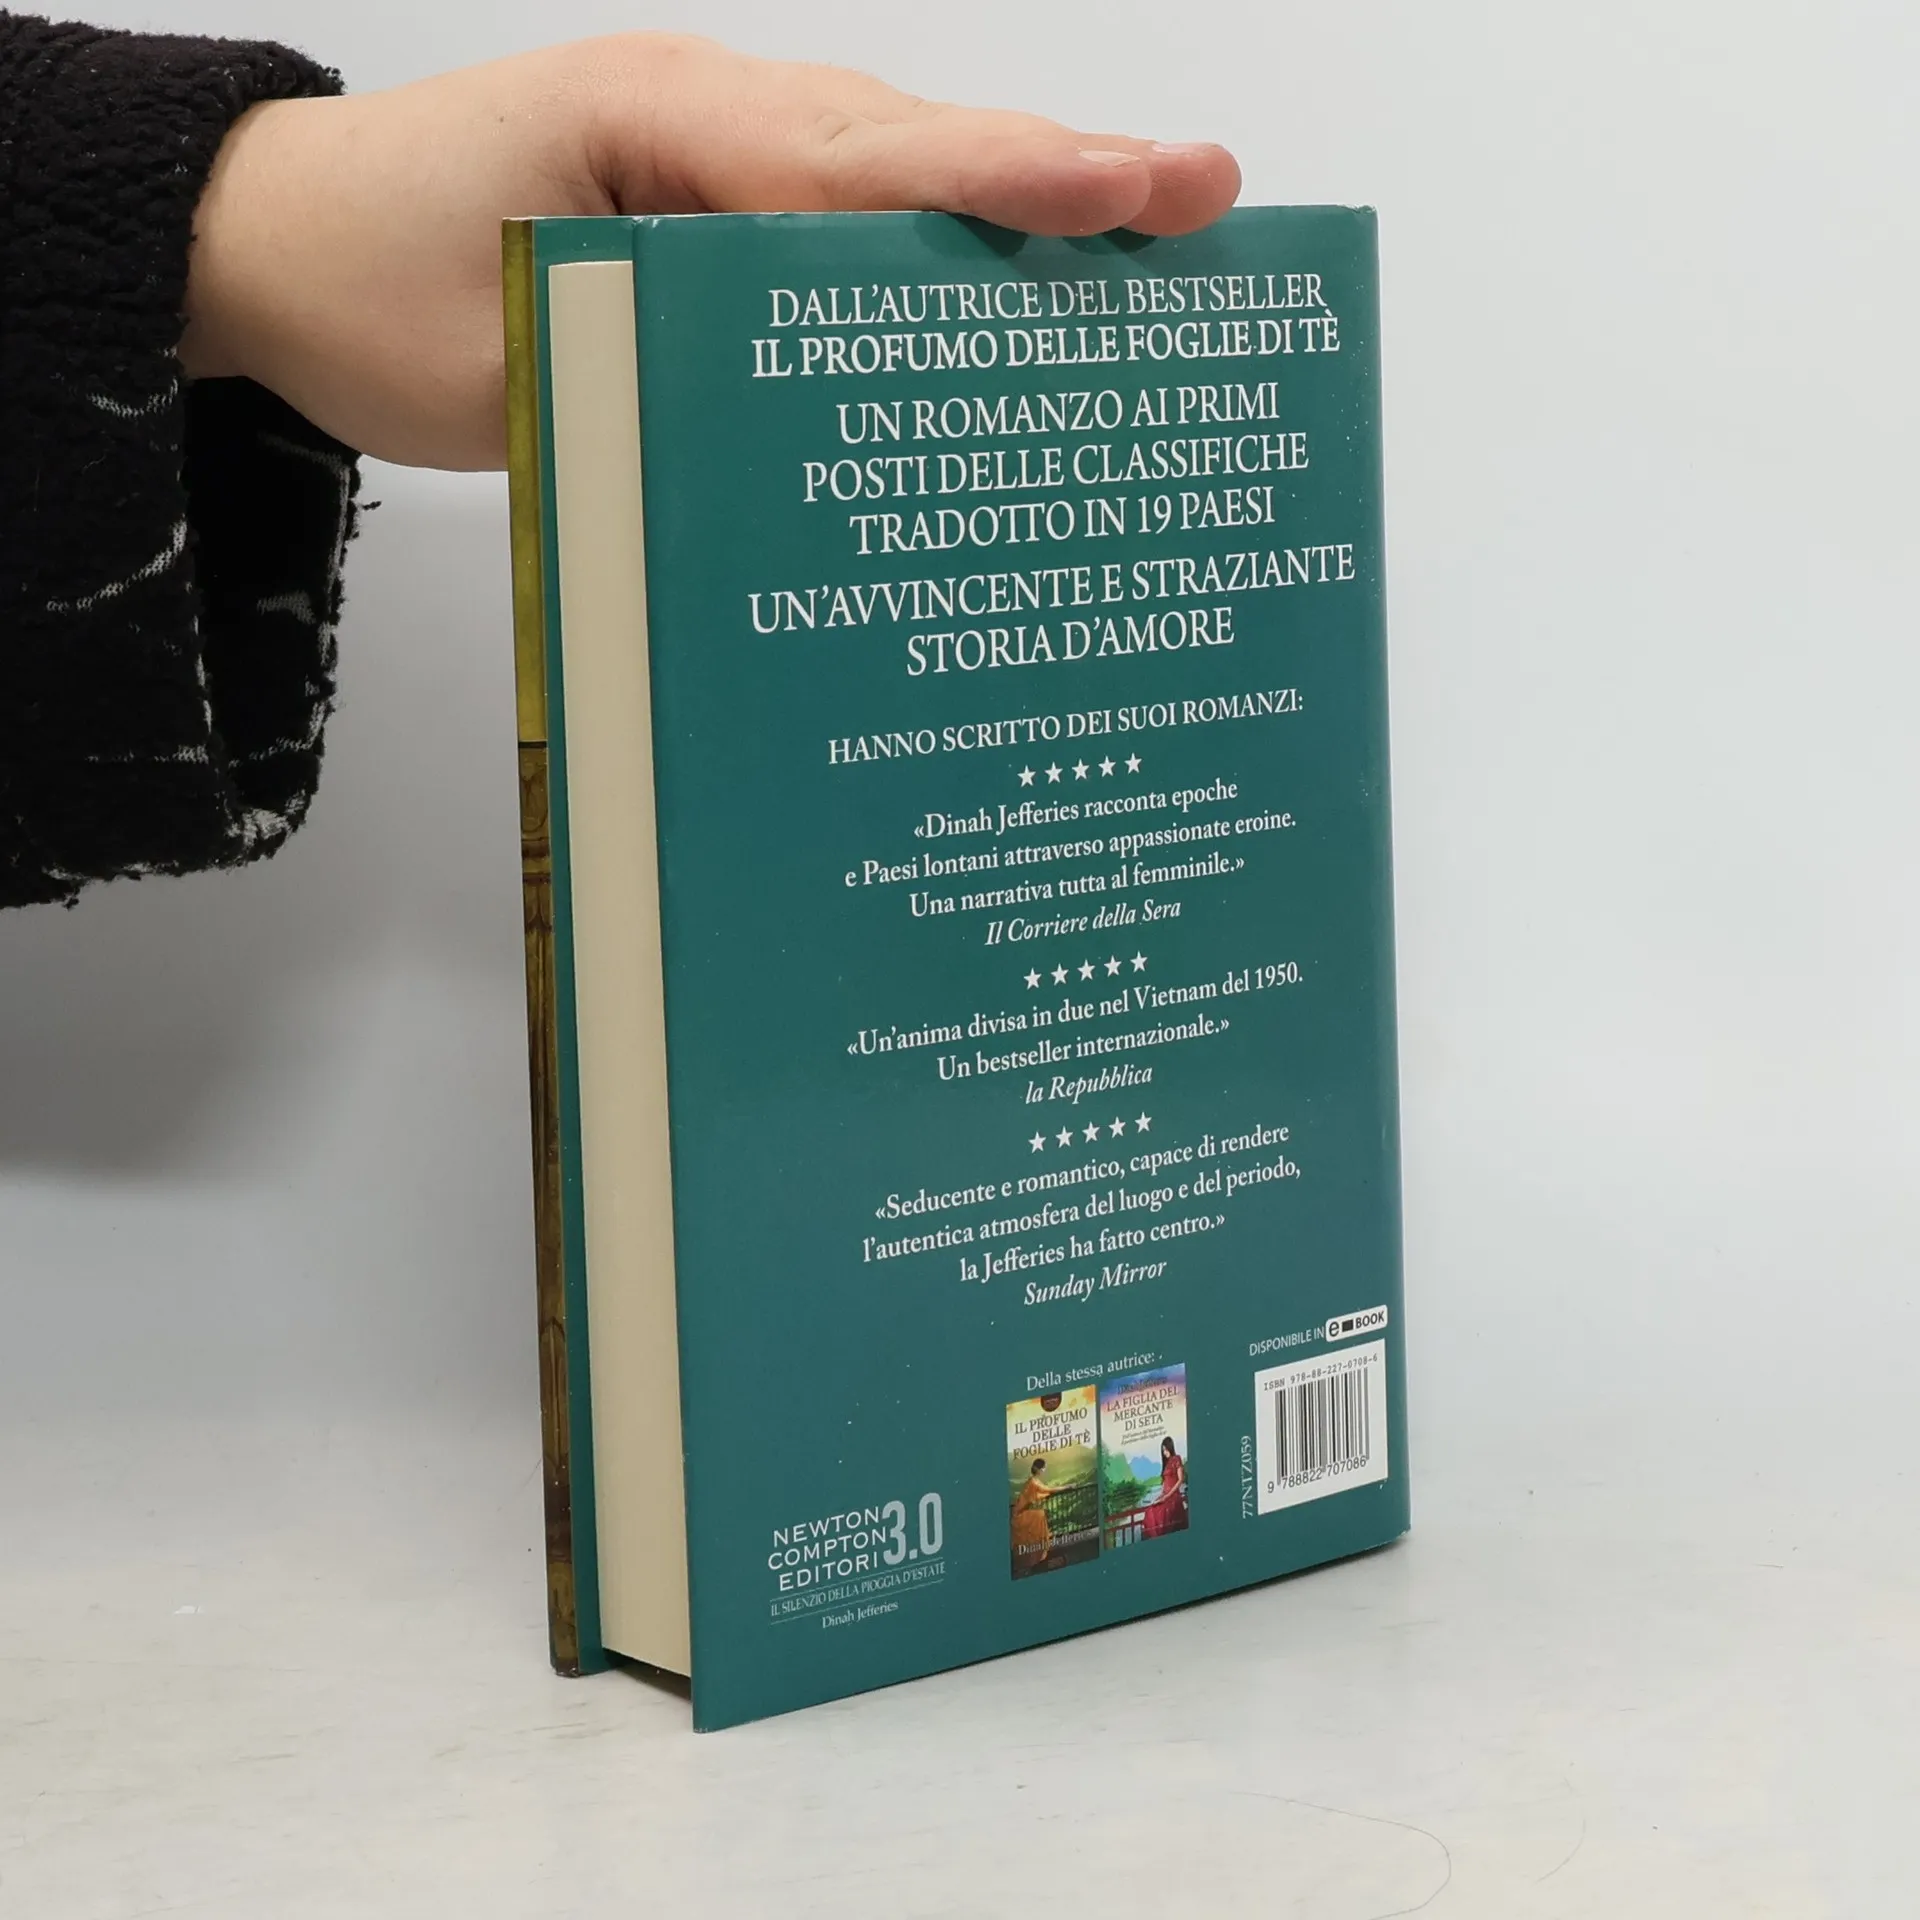 DALL'AUTRICE DEL BESTSELLER
IL PROFUMO DELLE FOGLIE DI TÈ
UN ROMANZO AI PRIMI
POSTI DELLE CLASSIFICHE
TRADOTTO IN 19 PAESI
UN'AVVINCENTE E STRAZIANTE
STORIA D'AMORE
HANNO SCRITTO DEI SUOI ROMANZI:
★★★★★
«Dinah Jefferies racconta epoche
e Paesi lontani attraverso appassionate eroine.
Una narrativa tutta al femminile.»
Il Corriere della Sera
★★★★★
«Un'anima divisa in due nel Vietnam del 1950.
Un bestseller internazionale.»
la Repubblica
★★★★★
«Seducente e romantico, capace di rendere
l'autentica atmosfera del luogo e del periodo,
la Jefferies ha fatto centro.»
Sunday Mirror
DISPONIBILE IN e BOOK
ISBN 978-88-227-0708-6
9 788822 707086
77NTZ059
Della stessa autrice:
IL PROFUMO
DELLE
FOGLIE DI TÈ
Dinah Jefferies
LA FIGLIA DEL
MERCANTE
DI SETA
NEWTON
COMPTON
EDITORI 3.0
IL SILENZIO DELLA PIOGGIA D'ESTATE
Dinah Jefferies